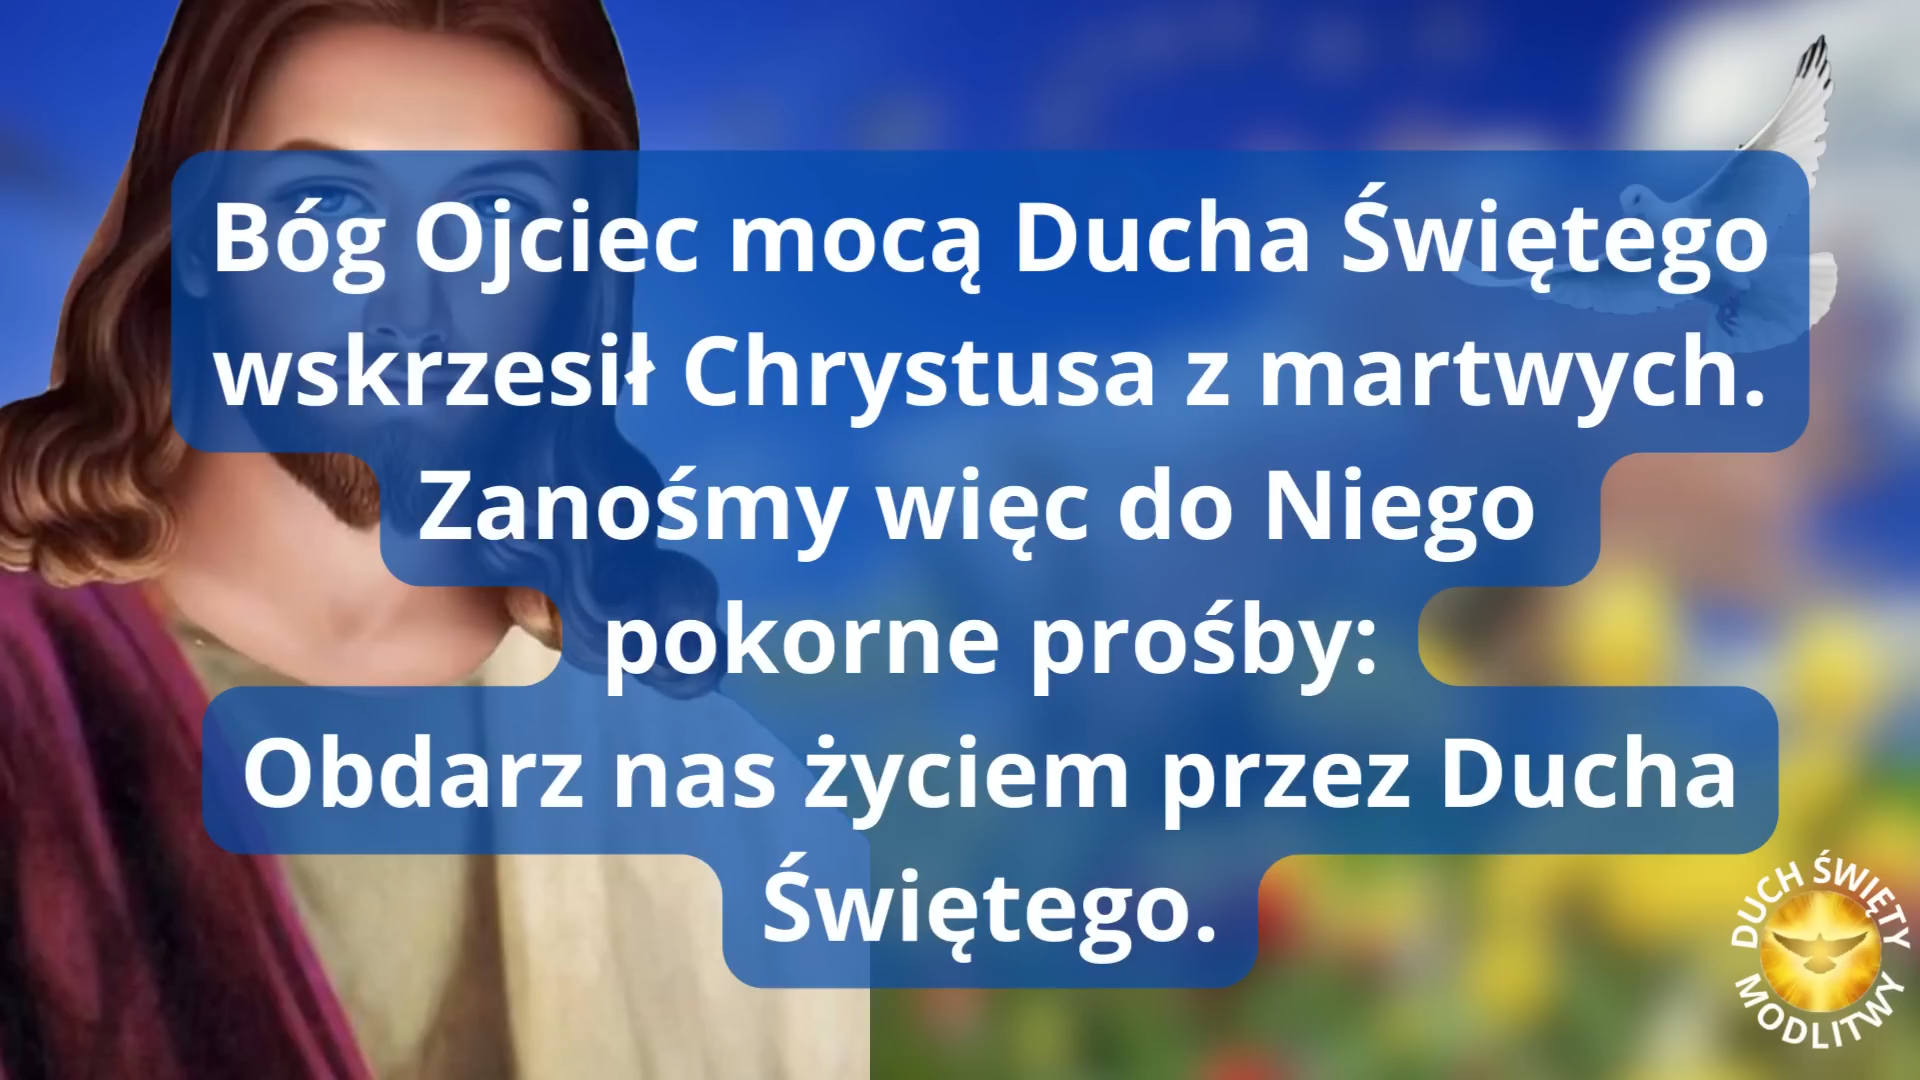 Bóg Ojciec mocą Ducha Świętego
wskrzesił Chrystusa z martwych.
Zanośmy więc do Niego
pokorne prośby:
Obdarz nas życiem przez Ducha
Świętego.
DUCH ŚWIĘTY
MODLITWY